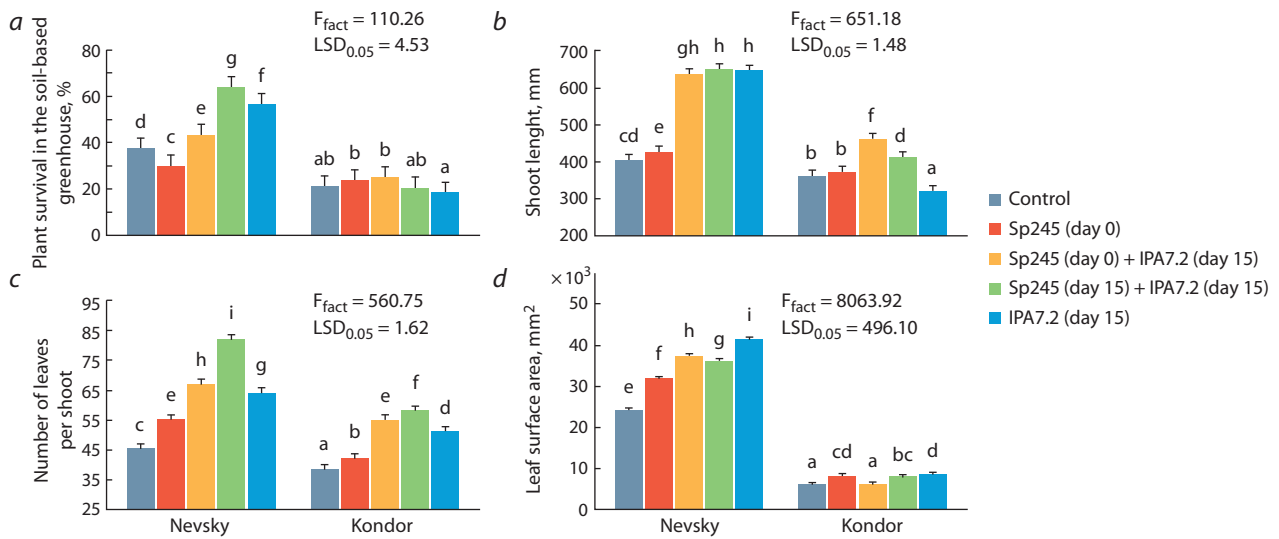 a
F_fact = 110.26
LSD_0.05 = 4.53
Plant survival in the soil-based
greenhouse, %
80
60
40
20
0
d c e g f
ab b b ab a
b
F_fact = 651.18
LSD_0.05 = 1.48
Shoot lenght, mm
700
600
500
400
300
200
cd e gh h h
b b f d a
c
F_fact = 560.75
LSD_0.05 = 1.62
Number of leaves
per shoot
95
85
75
65
55
45
35
25
c e h i g
a b e f d
Nevsky Kondor
d
× 10³
F_fact = 8063.92
LSD_0.05 = 496.10
Leaf surface area, mm²
50
40
30
20
10
0
e f h g i
a cd a bc d
Nevsky Kondor
Control
Sp245 (day 0)
Sp245 (day 0) + IPA7.2 (day 15)
Sp245 (day 15) + IPA7.2 (day 15)
IPA7.2 (day 15)